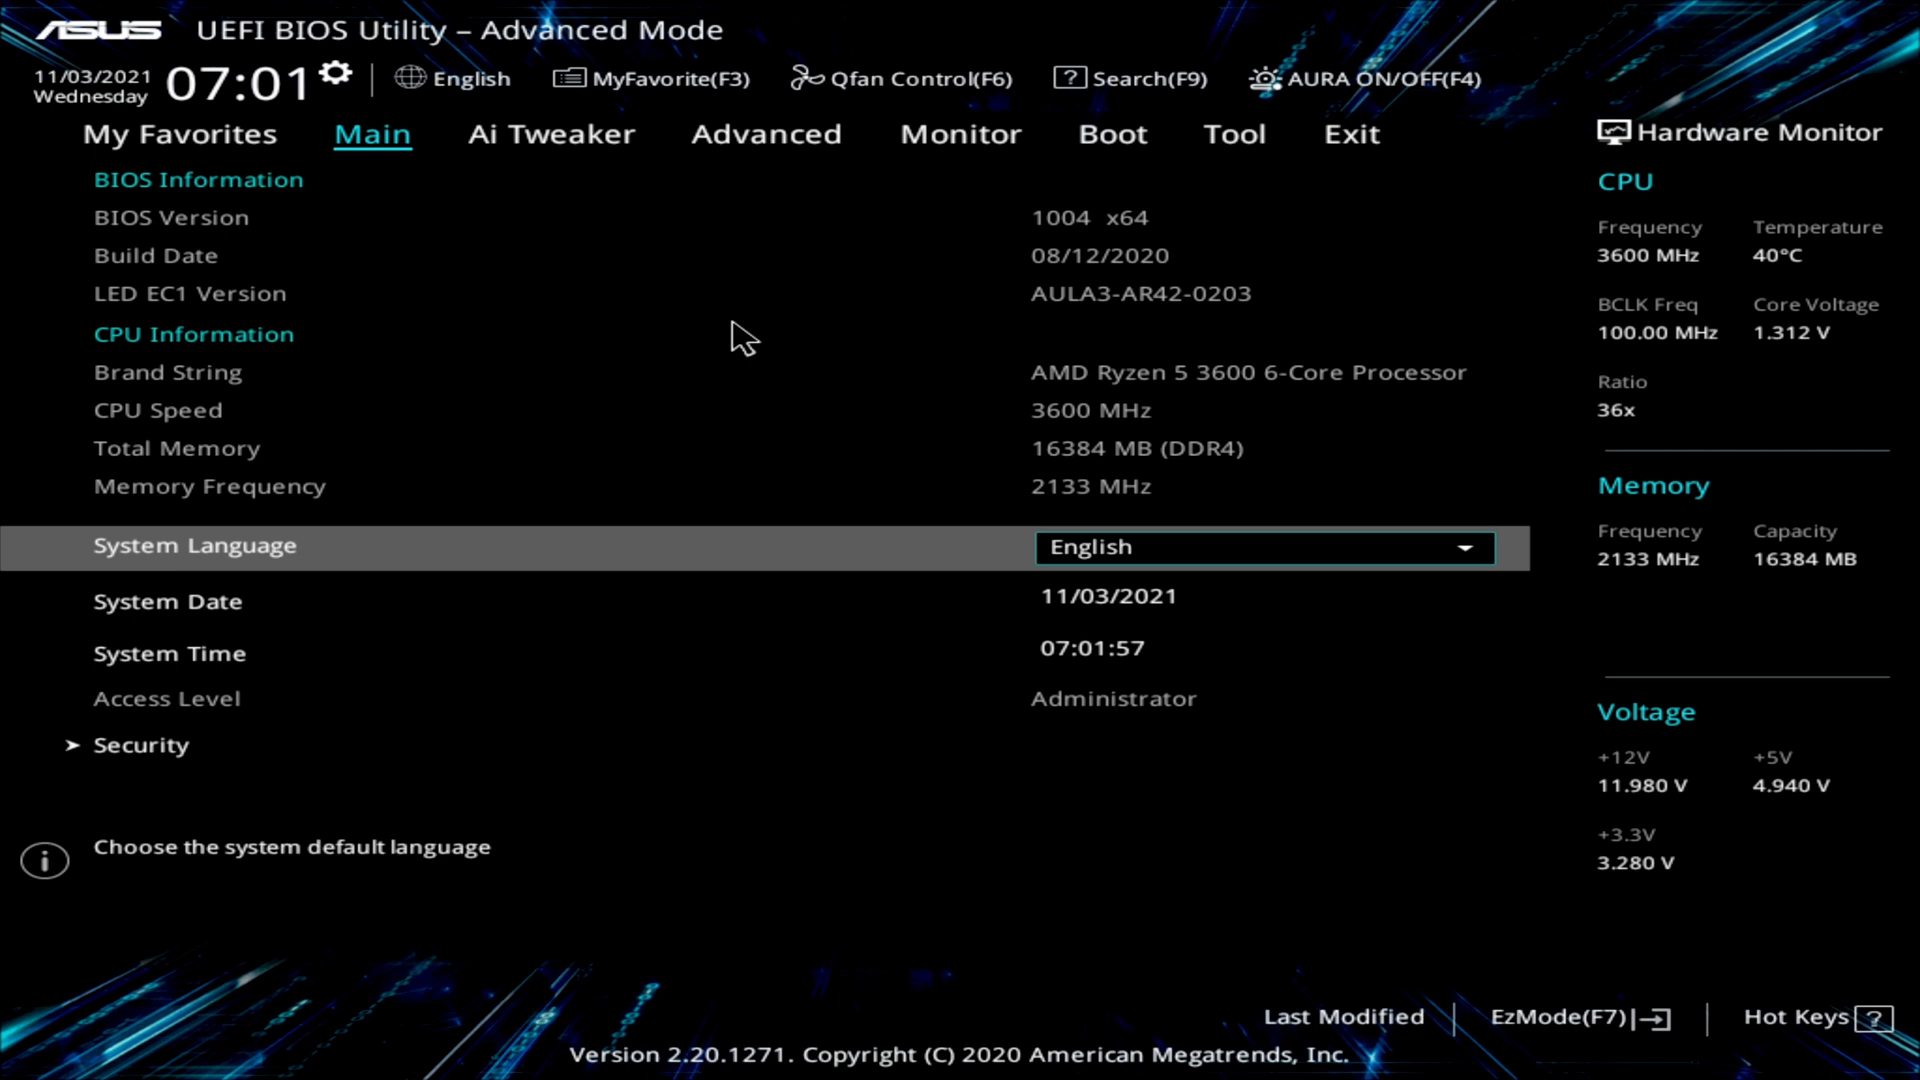 ASUS UEFI BIOS Utility – Advanced Mode
11/03/2021
Wednesday
07:01
English MyFavorite(F3) Qfan Control(F6) ? Search(F9) AURA ON/OFF(F4)
My Favorites Main Ai Tweaker Advanced Monitor Boot Tool Exit
BIOS Information
BIOS Version 1004 x64
Build Date 08/12/2020
LED EC1 Version AULA3-AR42-0203
CPU Information
Brand String AMD Ryzen 5 3600 6-Core Processor
CPU Speed 3600 MHz
Total Memory 16384 MB (DDR4)
Memory Frequency 2133 MHz
System Language English
System Date 11/03/2021
System Time 07:01:57
Access Level Administrator
Security
i Choose the system default language
Hardware Monitor
CPU
Frequency Temperature
3600 MHz 40°C
BCLK Freq Core Voltage
100.00 MHz 1.312 V
Ratio
36x
Memory
Frequency Capacity
2133 MHz 16384 MB
Voltage
+12V +5V
11.980 V 4.940 V
+3.3V
3.280 V
Last Modified EzMode(F7) Hot Keys ?
Version 2.20.1271. Copyright (C) 2020 American Megatrends, Inc.